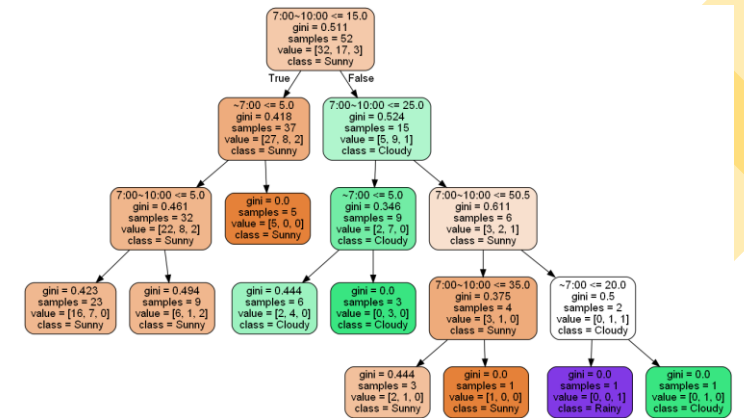 7:00~10:00 <= 15.0
gini = 0.511
samples = 52
value = [32, 17, 3]
class = Sunny
True
False
~7:00 <= 5.0
gini = 0.418
samples = 37
value = [27, 8, 2]
class = Sunny
7:00~10:00 <= 25.0
gini = 0.524
samples = 15
value = [5, 9, 1]
class = Cloudy
7:00~10:00 <= 5.0
gini = 0.461
samples = 32
value = [22, 8, 2]
class = Sunny
gini = 0.0
samples = 5
value = [5, 0, 0]
class = Sunny
~7:00 <= 5.0
gini = 0.346
samples = 9
value = [2, 7, 0]
class = Cloudy
7:00~10:00 <= 50.5
gini = 0.611
samples = 6
value = [3, 2, 1]
class = Sunny
gini = 0.423
samples = 23
value = [16, 7, 0]
class = Sunny
gini = 0.494
samples = 9
value = [6, 1, 2]
class = Sunny
gini = 0.444
samples = 6
value = [2, 4, 0]
class = Cloudy
gini = 0.0
samples = 3
value = [0, 3, 0]
class = Cloudy
7:00~10:00 <= 35.0
gini = 0.375
samples = 4
value = [3, 1, 0]
class = Sunny
~7:00 <= 20.0
gini = 0.5
samples = 2
value = [0, 1, 1]
class = Cloudy
gini = 0.444
samples = 3
value = [2, 1, 0]
class = Sunny
gini = 0.0
samples = 1
value = [1, 0, 0]
class = Sunny
gini = 0.0
samples = 1
value = [0, 0, 1]
class = Rainy
gini = 0.0
samples = 1
value = [0, 1, 0]
class = Cloudy